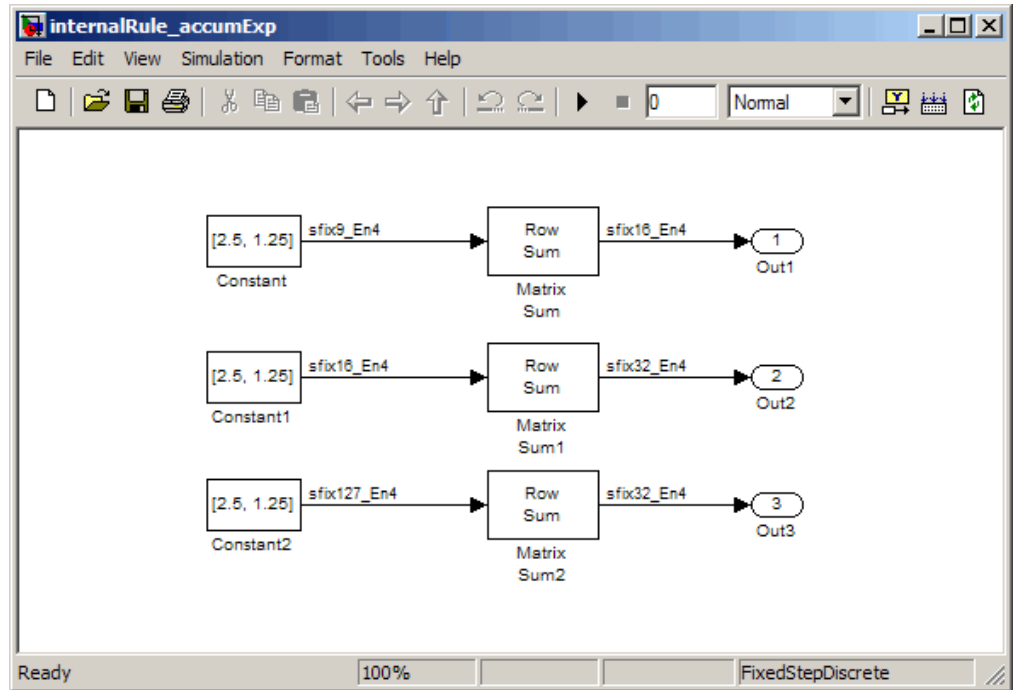 internalRule_accumExp
File Edit View Simulation Format Tools Help
0 Normal
[2.5, 1.25] sfix9_En4 Row Sum sfix16_En4 1
Constant Matrix Sum Out1
[2.5, 1.25] sfix16_En4 Row Sum sfix32_En4 2
Constant1 Matrix Sum1 Out2
[2.5, 1.25] sfix127_En4 Row Sum sfix32_En4 3
Constant2 Matrix Sum2 Out3
Ready 100% FixedStepDiscrete